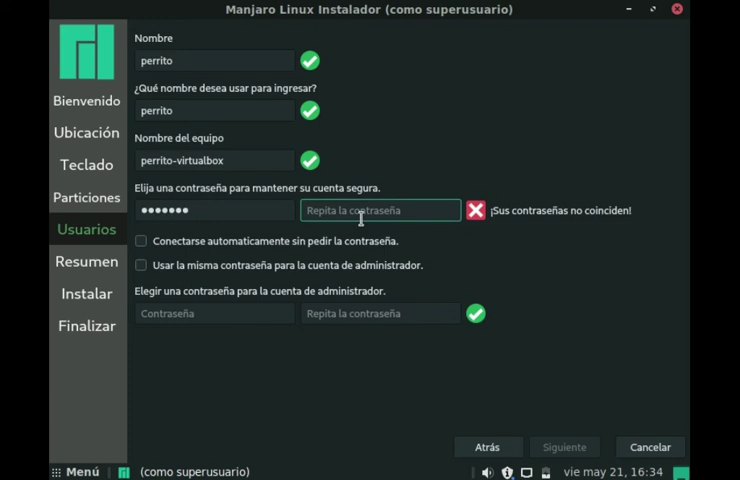 Manjaro Linux Instalador (como superusuario)
Bienvenido
Ubicación
Teclado
Particiones
Usuarios
Resumen
Instalar
Finalizar
Nombre
perrito
¿Qué nombre desea usar para ingresar?
perrito
Nombre del equipo
perrito-virtualbox
Elija una contraseña para mantener su cuenta segura.
●●●●●●● Repita la contraseña ¡Sus contraseñas no coinciden!
Conectarse automaticamente sin pedir la contraseña.
Usar la misma contraseña para la cuenta de administrador.
Elegir una contraseña para la cuenta de administrador.
Contraseña Repita la contraseña
Atrás Siguiente Cancelar
Menú (como superusuario) vie may 21, 16:34